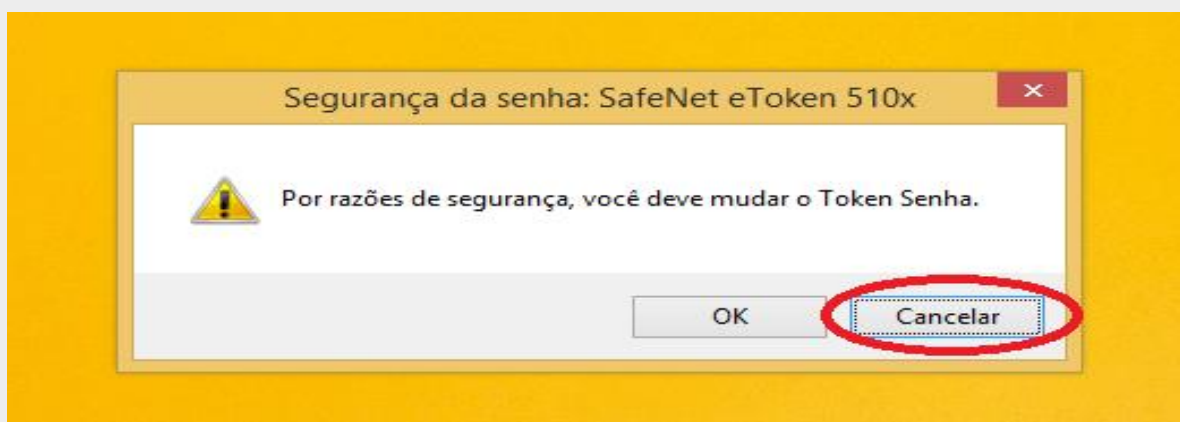 Segurança da senha: SafeNet eToken 510x
Por razões de segurança, você deve mudar o Token Senha.
OK Cancelar